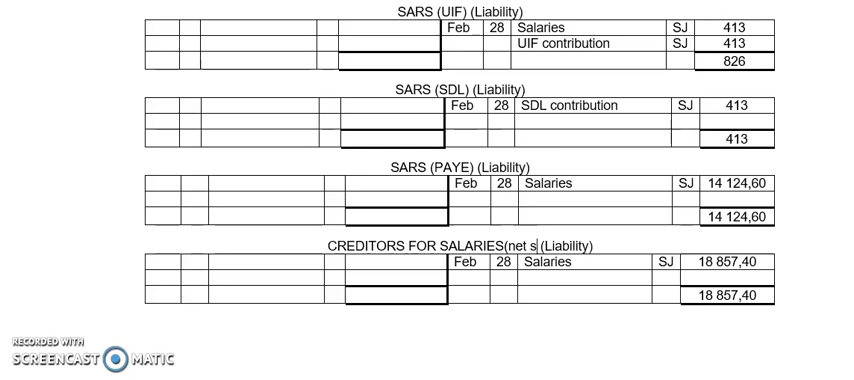 SARS (UIF) (Liability)
Feb 28 Salaries SJ 413
UIF contribution SJ 413
826
SARS (SDL) (Liability)
Feb 28 SDL contribution SJ 413
413
SARS (PAYE) (Liability)
Feb 28 Salaries SJ 14 124,60
14 124,60
CREDITORS FOR SALARIES(net s (Liability)
Feb 28 Salaries SJ 18 857,40
18 857,40
RECORDED WITH
SCREENCAST MATIC